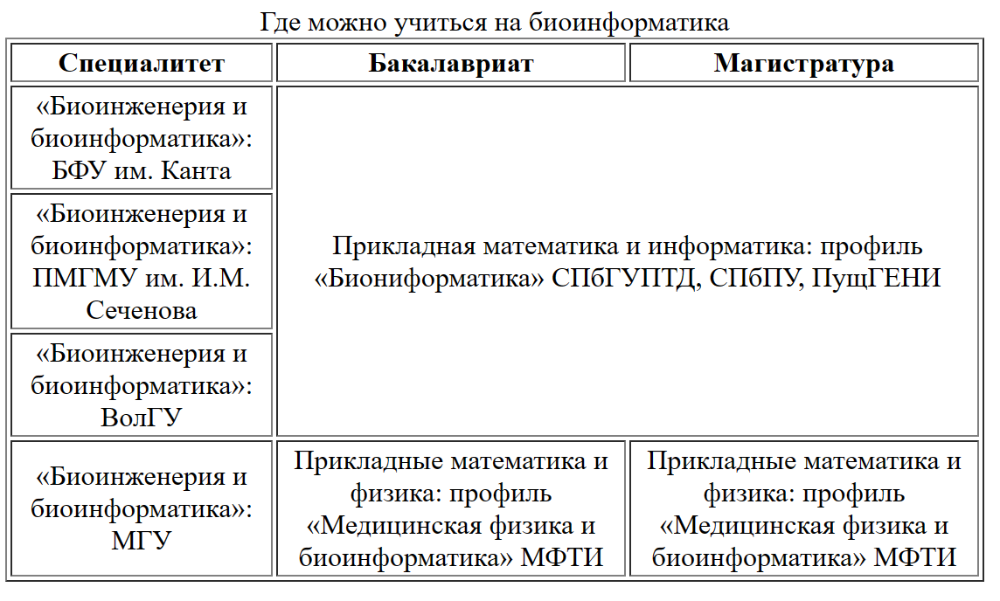 Где можно учиться на биоинформатика
Специалитет
Бакалавриат
Магистратура
«Биоинженерия и
биоинформатика»:
БФУ им. Канта
Прикладная математика и информатика: профиль
«Биониформатика» СПбГУПТД, СПбПУ, ПущГЕНИ
«Биоинженерия и
биоинформатика»:
ПМГМУ им. И.М.
Сеченова
«Биоинженерия и
биоинформатика»:
ВолГУ
«Биоинженерия и
биоинформатика»:
МГУ
Прикладные математика и
физика: профиль
«Медицинская физика и
биоинформатика» МФТИ
Прикладные математика и
физика: профиль
«Медицинская физика и
биоинформатика» МФТИ